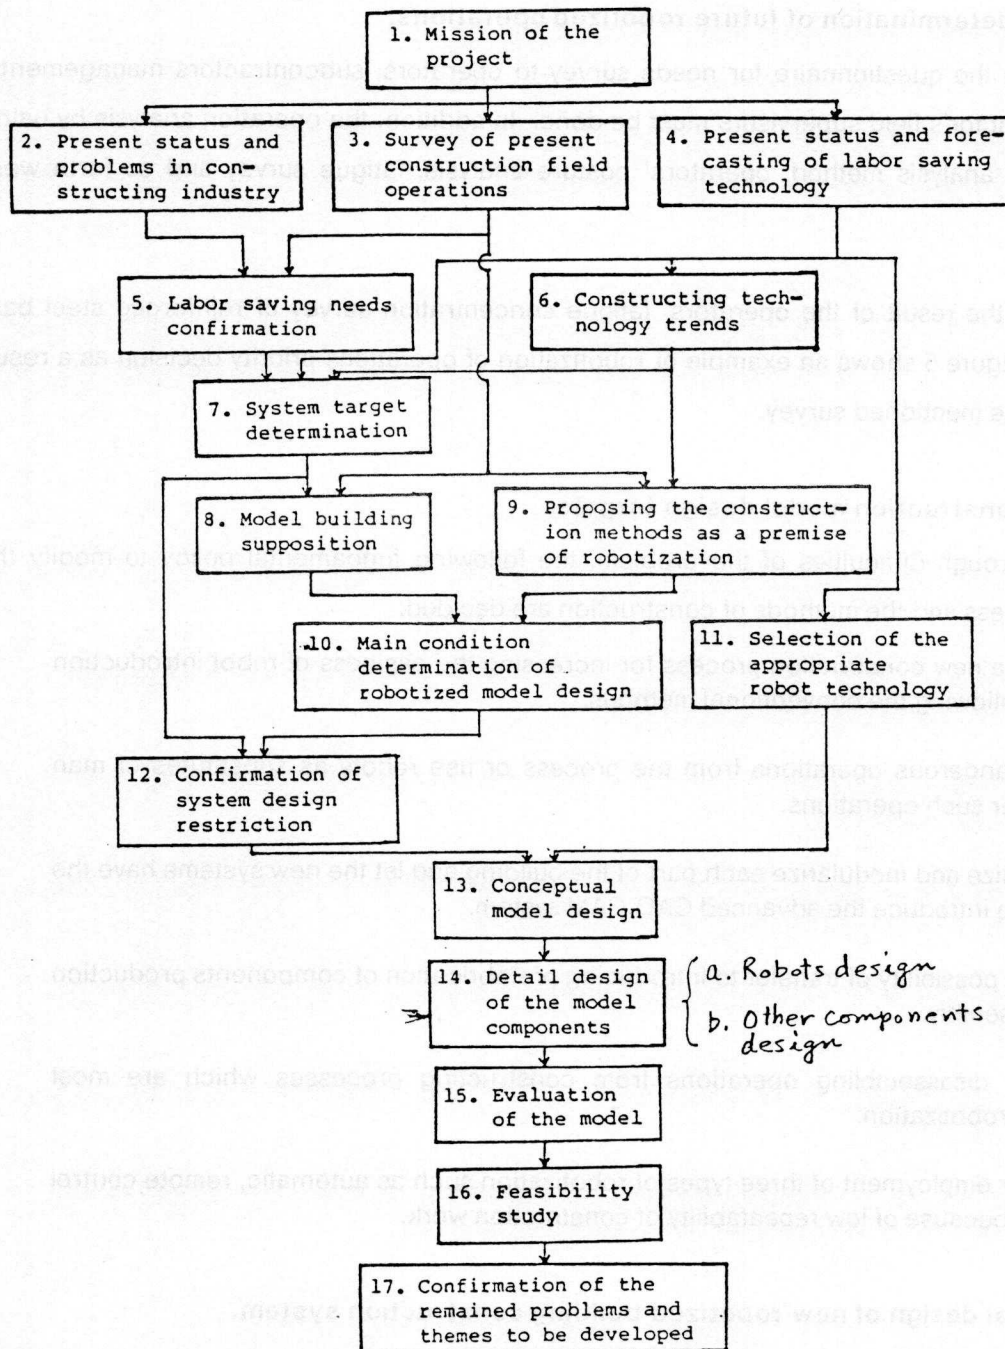 1. Mission of the
project
2. Present status and
problem in con-
structing industry
3. Survey of present
construction field
operations
4. Present status and fore-
casting of labor saving
technology
5. Labor saving needs
confirmation
6. Constructing tech-
nology trends
7. System target
determination
8. Model building
supposition
9. Proposing the construct-
ion methods as a premise
of robotization
10. Main condition
determination of
robotized model design
11. Selection of the
appropriate
robot technology
12. Confirmation of
system design
restriction
13. Conceptual
model design
14. Detail design
of the model
components
a. Robots design
b. Other components
design
15. Evaluation
of the model
16. Feasibility
study
17. Confirmation of the
remained problems and
themes to be developed